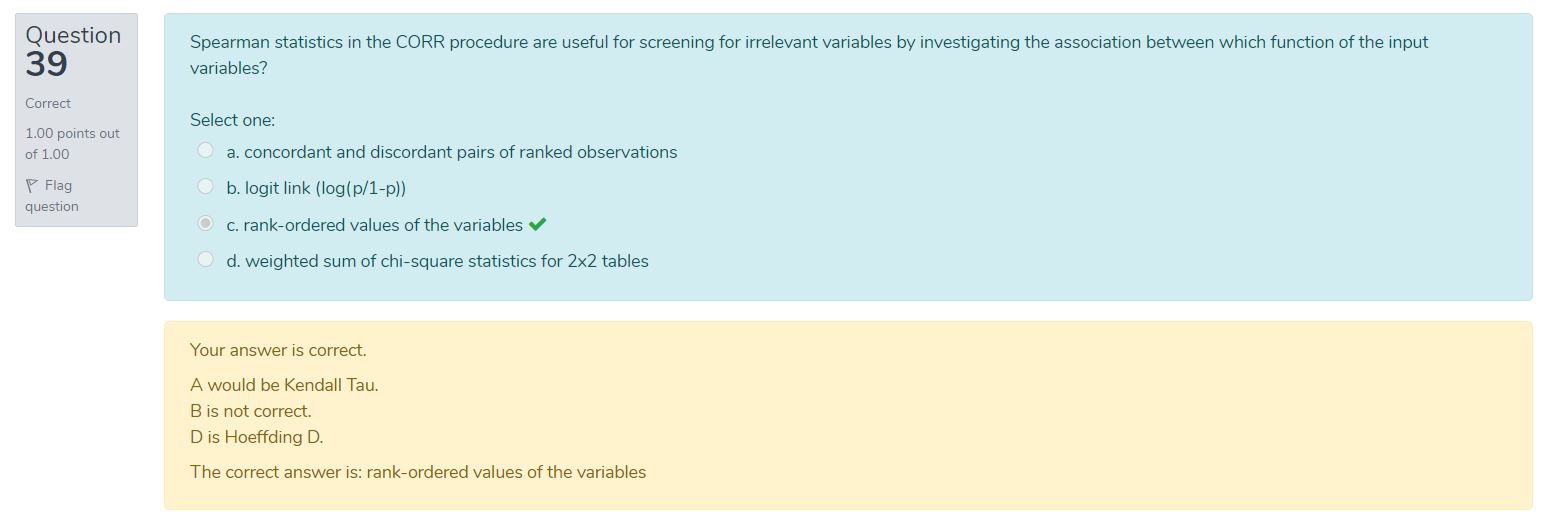 Question
39
Correct
1.00 points out
of 1.00
Flag
question
Spearman statistics in the CORR procedure are useful for screening for irrelevant variables by investigating the association between which function of the input
variables?
Select one:
a. concordant and discordant pairs of ranked observations
b. logit link (log(p/1-p))
c. rank-ordered values of the variables
d. weighted sum of chi-square statistics for 2x2 tables
Your answer is correct.
A would be Kendall Tau.
B is not correct.
D is Hoeffding D.
The correct answer is: rank-ordered values of the variables